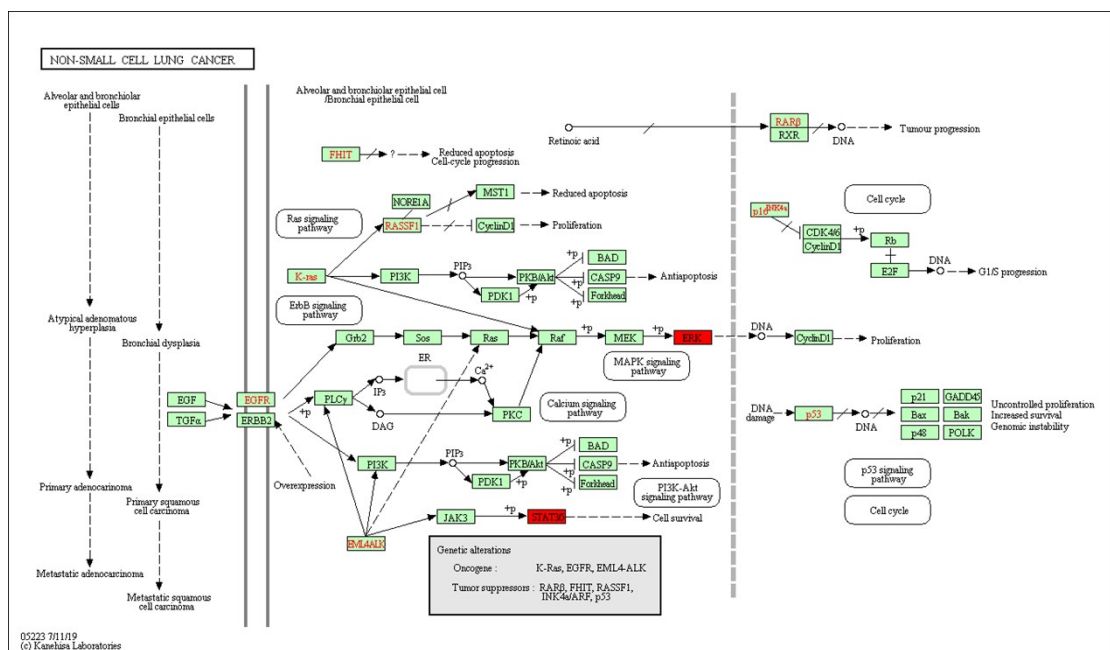 NON-SMALL CELL LUNG CANCER
Alveolar and bronchiolar
epithelial cells
Bronchial epithelial cells
Alveolar and bronchiolar epithelial cell
/Bronchial epithelial cell
Retinoic acid
RARβ
RXR
DNA
Tumour progression
FHIT
?
Reduced apoptosis
Cell-cycle progression
NORE1A
MST1
Reduced apoptosis
Ras signaling
pathway
RASSF1
CyclinD1
Proliferation
p16INK4a
Cell cycle
CDK4/6
CyclinD1
+p
Rb
E2F
DNA
G1/S progression
K-ras
PI3K
PIP3
PKB/Akt
PDK1
+p
+p
+p
+p
BAD
CASP9
Forkhead
Antiapoptosis
ErbB signaling
pathway
Atypical adenomatous
hyperplasia
Bronchial dysplasia
Grb2
Sos
Ras
Raf
+p
MEK
+p
ERK
DNA
CyclinD1
Proliferation
MAPK signaling
pathway
EGF
TGFα
EGFR
ERBB2
+p
PLCγ
IP3
ER
Ca2+
DAG
PKC
Calcium signaling
pathway
DNA
damage
p53
DNA
p21
GADD45
Bax
Bak
p48
POLK
Uncontrolled proliferation
Increased survival
Genomic instability
Overexpression
PI3K
PIP3
PKB/Akt
PDK1
+p
+p
+p
+p
BAD
CASP9
Forkhead
Antiapoptosis
PI3K-Akt
signaling pathway
p53 signaling
pathway
Cell cycle
Primary adenocarinoma
Primary squamous
cell carcinoma
EML4ALK
JAK3
+p
Cell survival
Metastatic adenocarcinoma
Metastatic squamous
cell carcinoma
Genetic alterations
Oncogene : K-Ras, EGFR, EML4-ALK
Tumor suppressors : RARβ, FHIT, RASSF1,
INK4a/ARF, p53
05223 7/11/19
(c) Kanehisa Laboratories